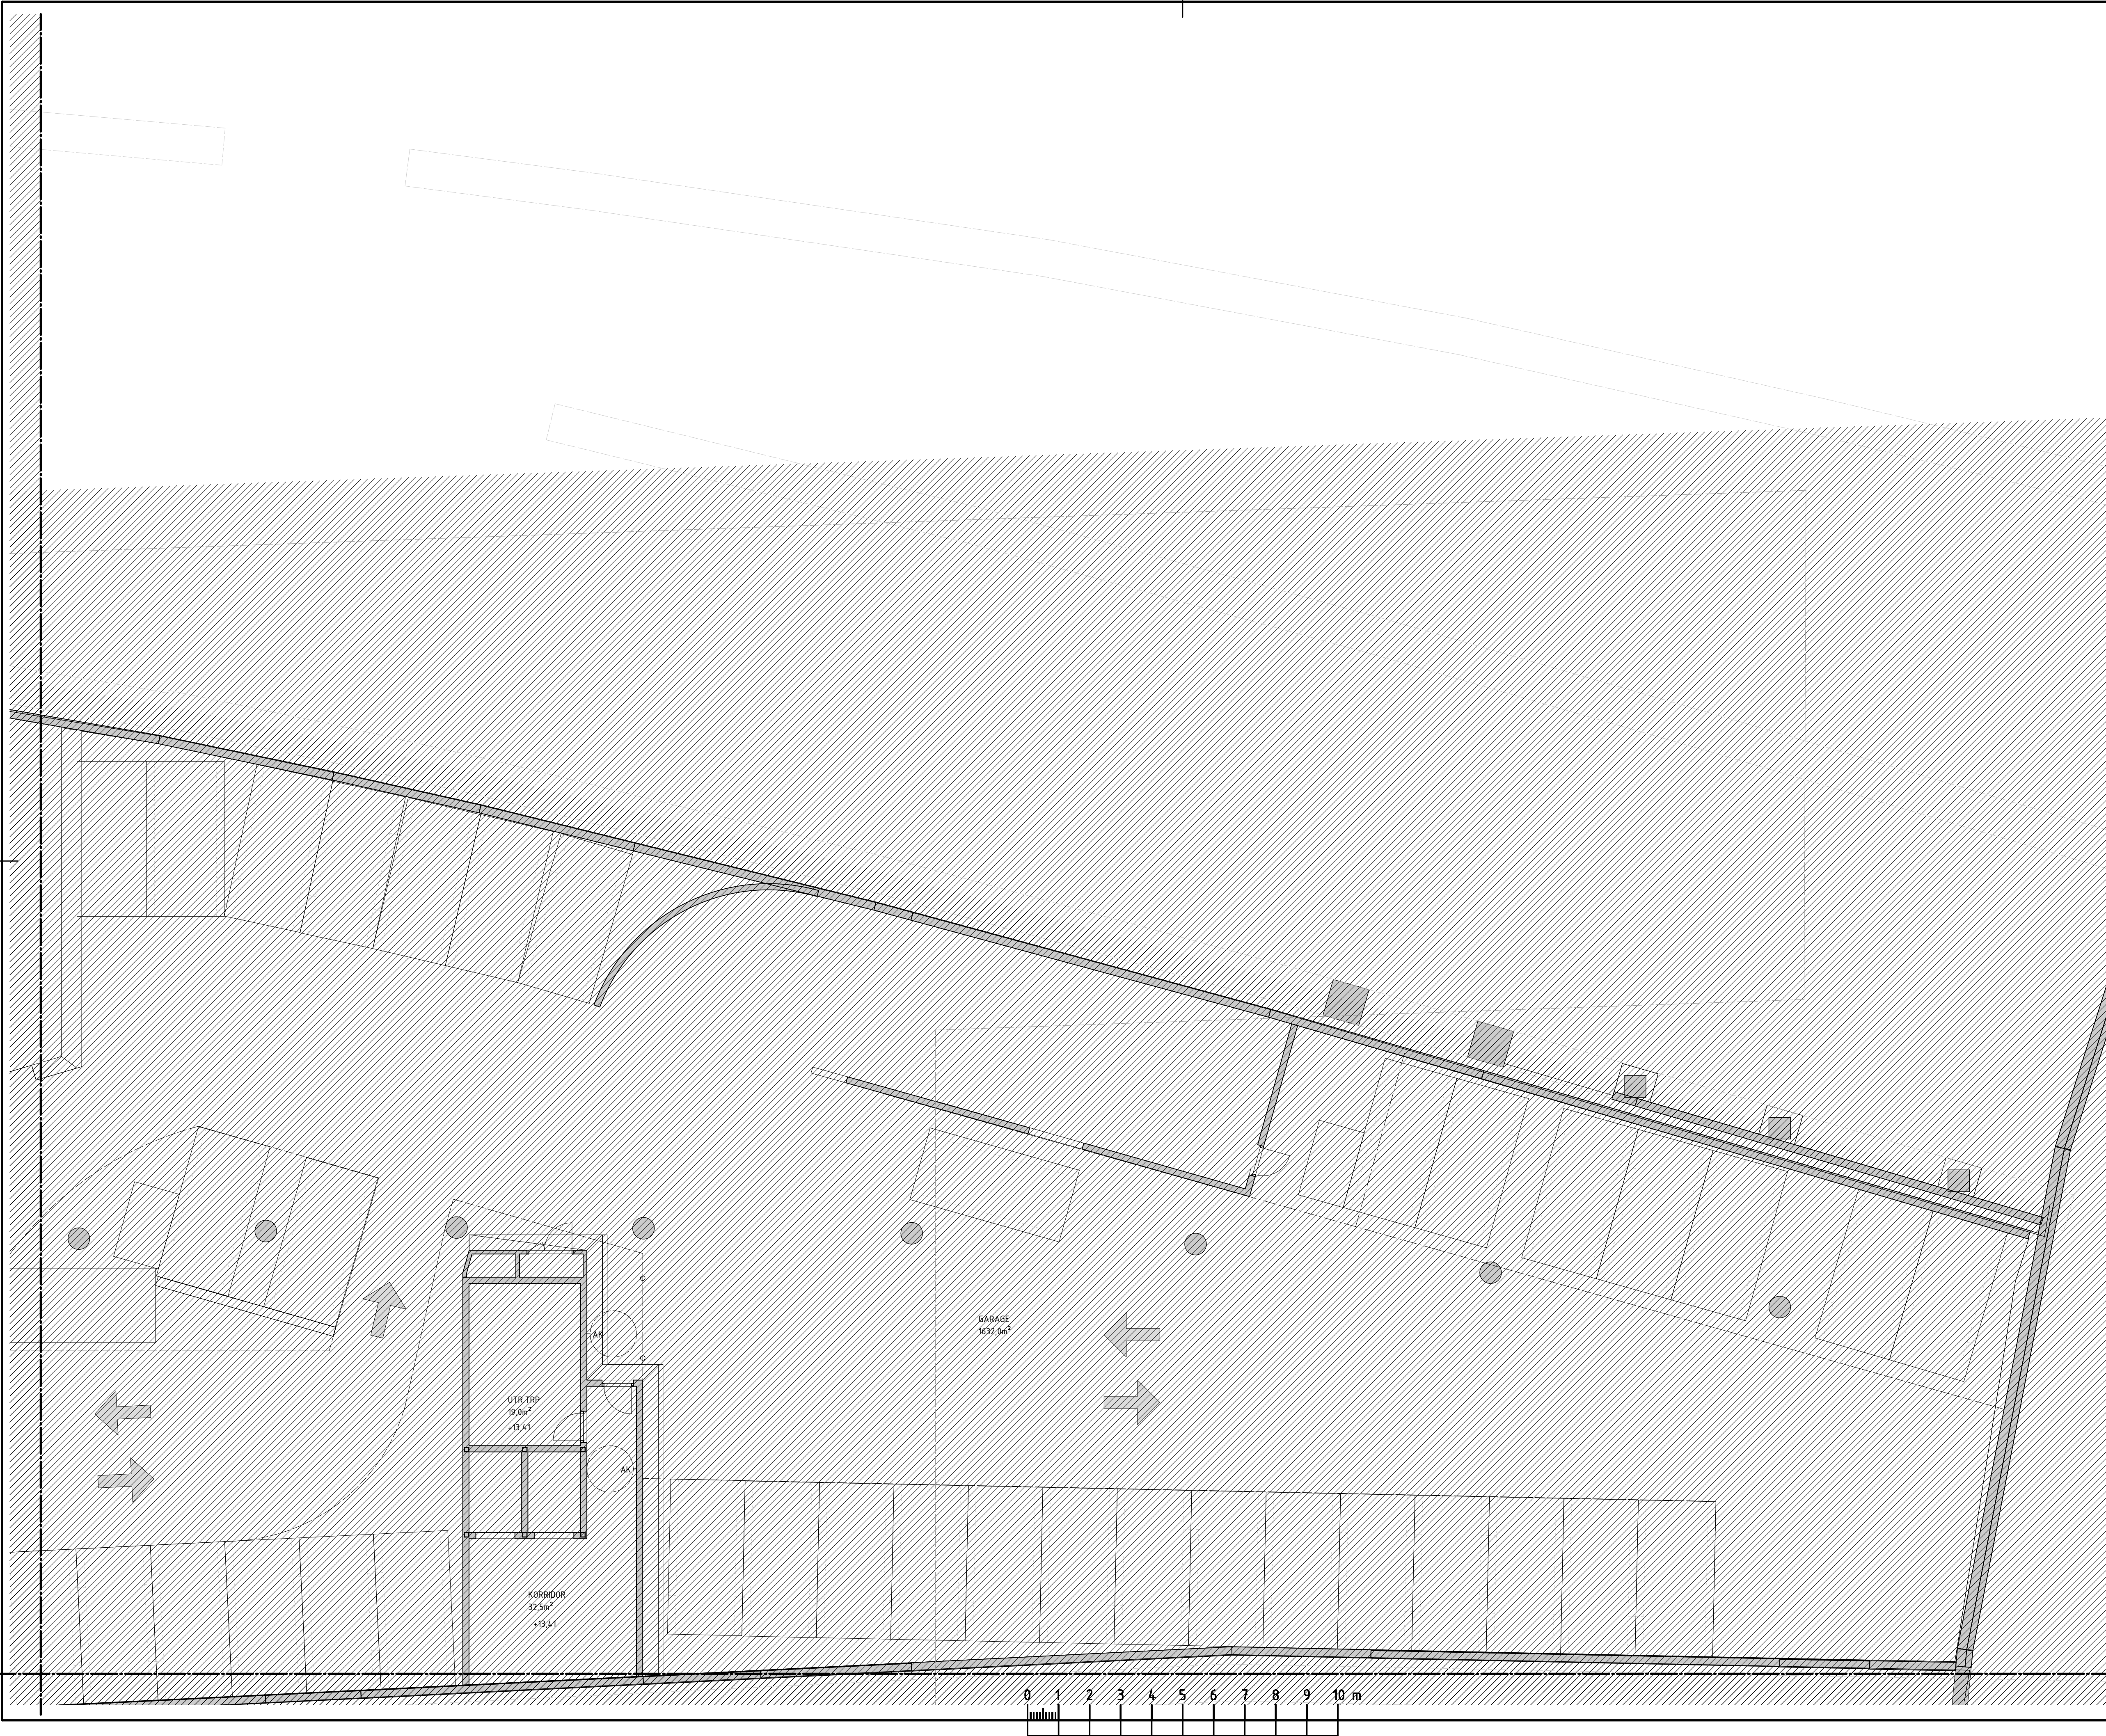 GARAGE
1632,0m²
AK
UTR.TRP
19,0m²
+13,41
AK
KORRIDOR
32,5m²
+13,41
0 1 2 3 4 5 6 7 8 9 10 m